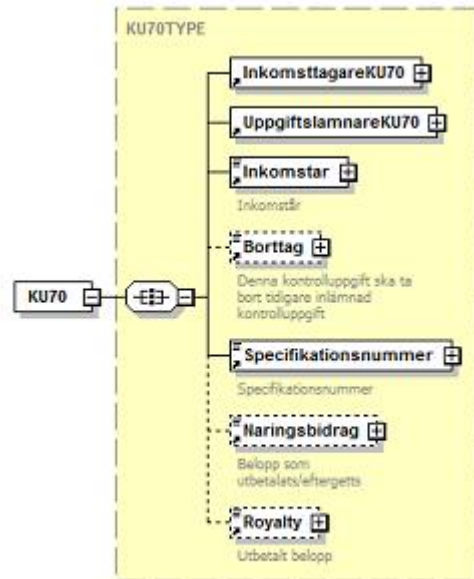 KU70TYPE
InkomsttagareKU70
UppgiftslamnareKU70
Inkomstar
Inkomstår
Borttag
Denna kontrolluppgift ska ta
bort tidigare inlämnad
kontrolluppgift
KU70
Specifikationsnummer
Specifikationsnummer
Naringsbidrag
Belopp som
utbetalats/eftergetts
Royalty
Utbetalt belopp